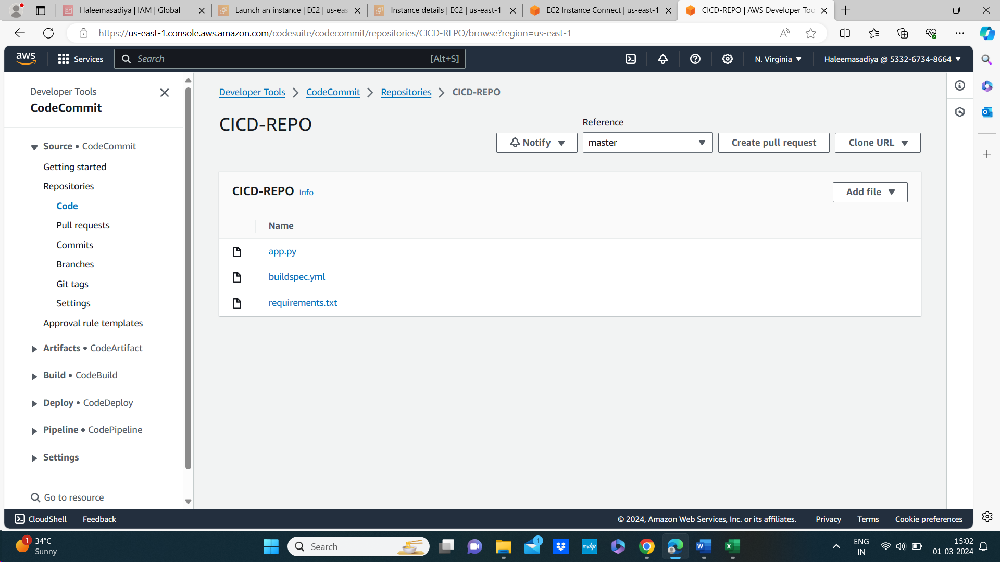 Haleemasadiya | IAM | Global
Launch an instance | EC2 | us-eas
Instance details | EC2 | us-east-1
EC2 Instance Connect | us-east-1
CICD-REPO | AWS Developer Too
https://us-east-1.console.aws.amazon.com/codesuite/codecommit/repositories/CICD-REPO/browse?region=us-east-1
aws
Services
Search
[Alt+S]
N. Virginia
Haleemasadiya @ 5332-6734-8664
Developer Tools
CodeCommit
Source • CodeCommit
Getting started
Repositories
Code
Pull requests
Commits
Branches
Git tags
Settings
Approval rule templates
Artifacts • CodeArtifact
Build • CodeBuild
Deploy • CodeDeploy
Pipeline • CodePipeline
Settings
Go to resource
Developer Tools > CodeCommit > Repositories > CICD-REPO
CICD-REPO
Reference
Notify
master
Create pull request
Clone URL
CICD-REPO Info
Add file
Name
app.py
buildspec.yml
requirements.txt
CloudShell
Feedback
© 2024, Amazon Web Services, Inc. or its affiliates.
Privacy
Terms
Cookie preferences
1
34°C
Sunny
Search
1
myhp
ENG
IN
15:02
01-03-2024